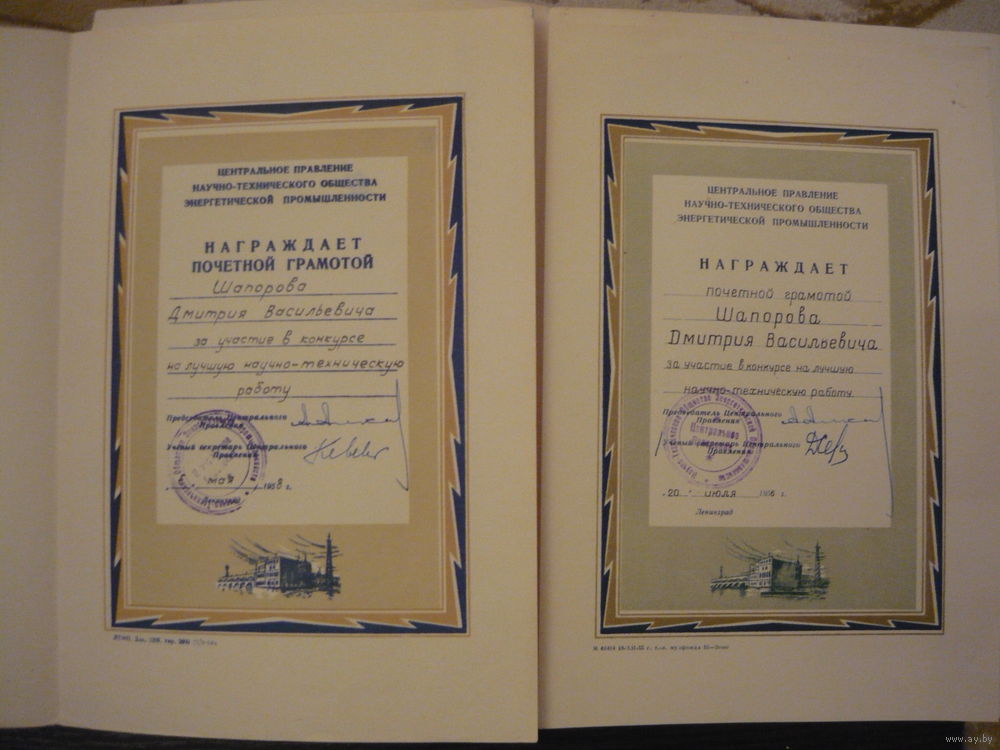 ЦЕНТРАЛЬНОЕ ПРАВЛЕНИЕ
НАУЧНО-ТЕХНИЧЕСКОГО ОБЩЕСТВА
ЭНЕРГЕТИЧЕСКОЙ ПРОМЫШЛЕННОСТИ
НАГРАЖДАЕТ
ПОЧЕТНОЙ ГРАМОТОЙ
Шапорова
Дмитрия Васильевича
за участие в конкурсе
на лучшую научно-техническую
работу
Председатель Центрального
Правления
Ученый секретарь Центрального
Правления
мая 1958 г.
Ленинград
ЦЕНТРАЛЬНОЕ ПРАВЛЕНИЕ
НАУЧНО-ТЕХНИЧЕСКОГО ОБЩЕСТВА
ЭНЕРГЕТИЧЕСКОЙ ПРОМЫШЛЕННОСТИ
НАГРАЖДАЕТ
почетной грамотой
Шапорова
Дмитрия Васильевича
за участие в конкурсе на лучшую
научно-техническую работу
Председатель Центрального
Правления
Ученый секретарь Центрального
Правления
Центральное
"20" июля 1956 г.
Ленинград
www.ay.by